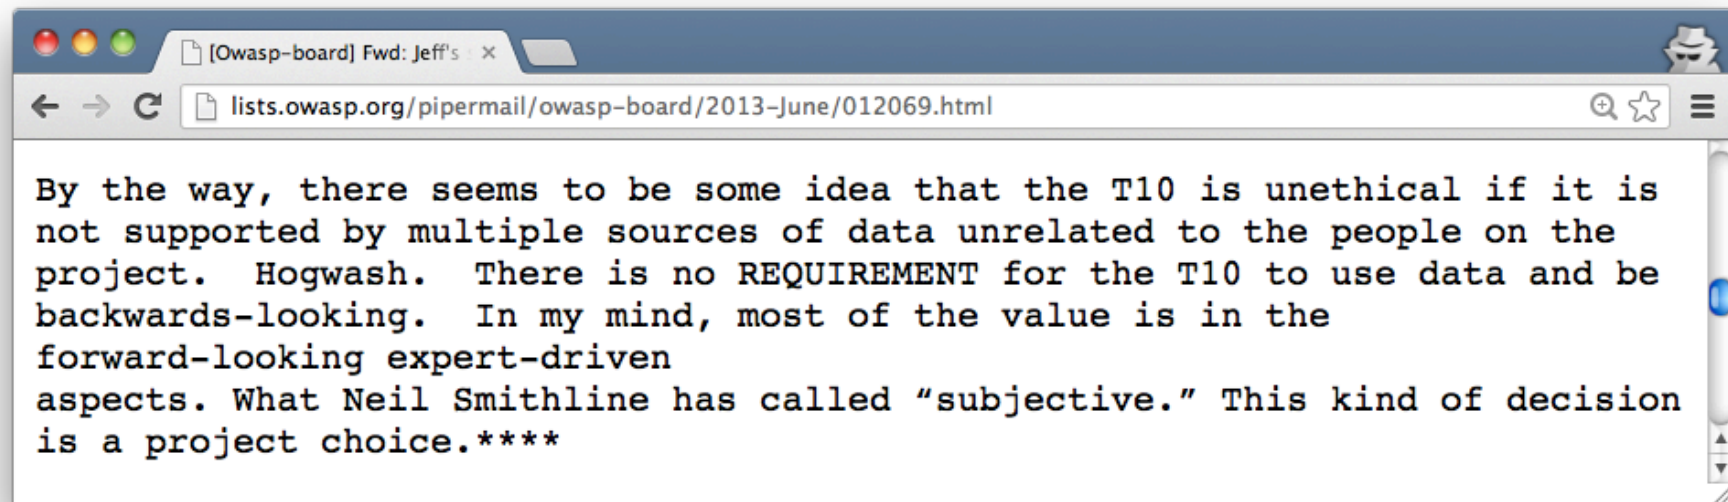 [Owasp-board] Fwd: Jeff's
lists.owasp.org/pipermail/owasp-board/2013-June/012069.html
By the way, there seems to be some idea that the T10 is unethical if it is
not supported by multiple sources of data unrelated to the people on the
project.  Hogwash.  There is no REQUIREMENT for the T10 to use data and be
backwards-looking.  In my mind, most of the value is in the
forward-looking expert-driven
aspects. What Neil Smithline has called “subjective.” This kind of decision
is a project choice.****